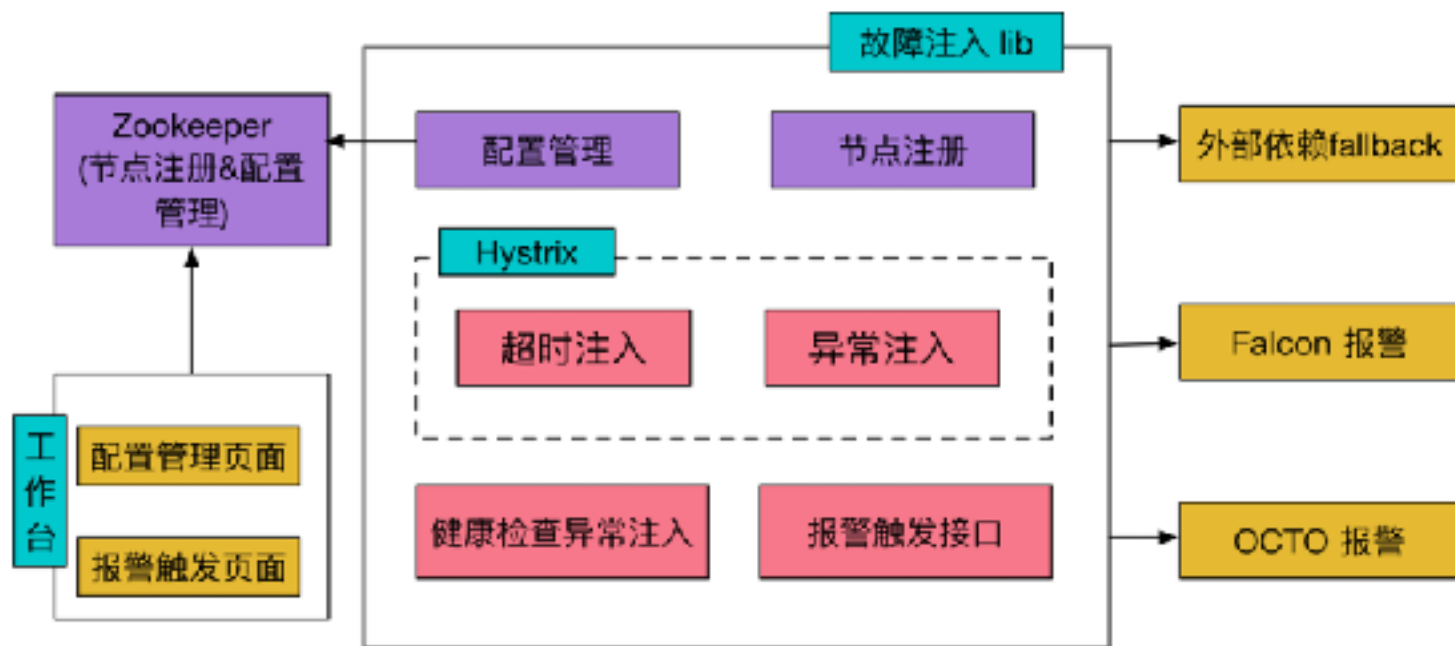 故障注入 lib
Zookeeper
(节点注册&配置
管理)
配置管理
节点注册
外部依赖fallback
Hystrix
超时注入
异常注入
Falcon 报警
工
作
台
配置管理页面
报警触发页面
健康检查异常注入
报警触发接口
OCTO 报警